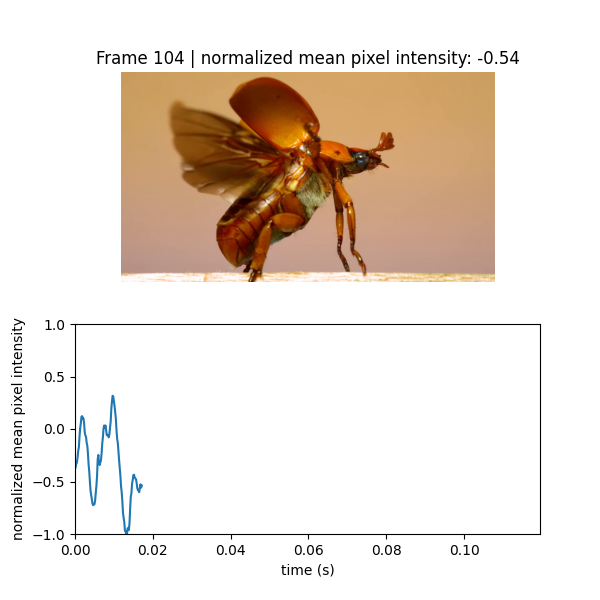 Frame 104 | normalized mean pixel intensity: -0.54
normalized mean pixel intensity
1.0
0.5
0.0
−0.5
−1.0
0.00 0.02 0.04 0.06 0.08 0.10
time (s)